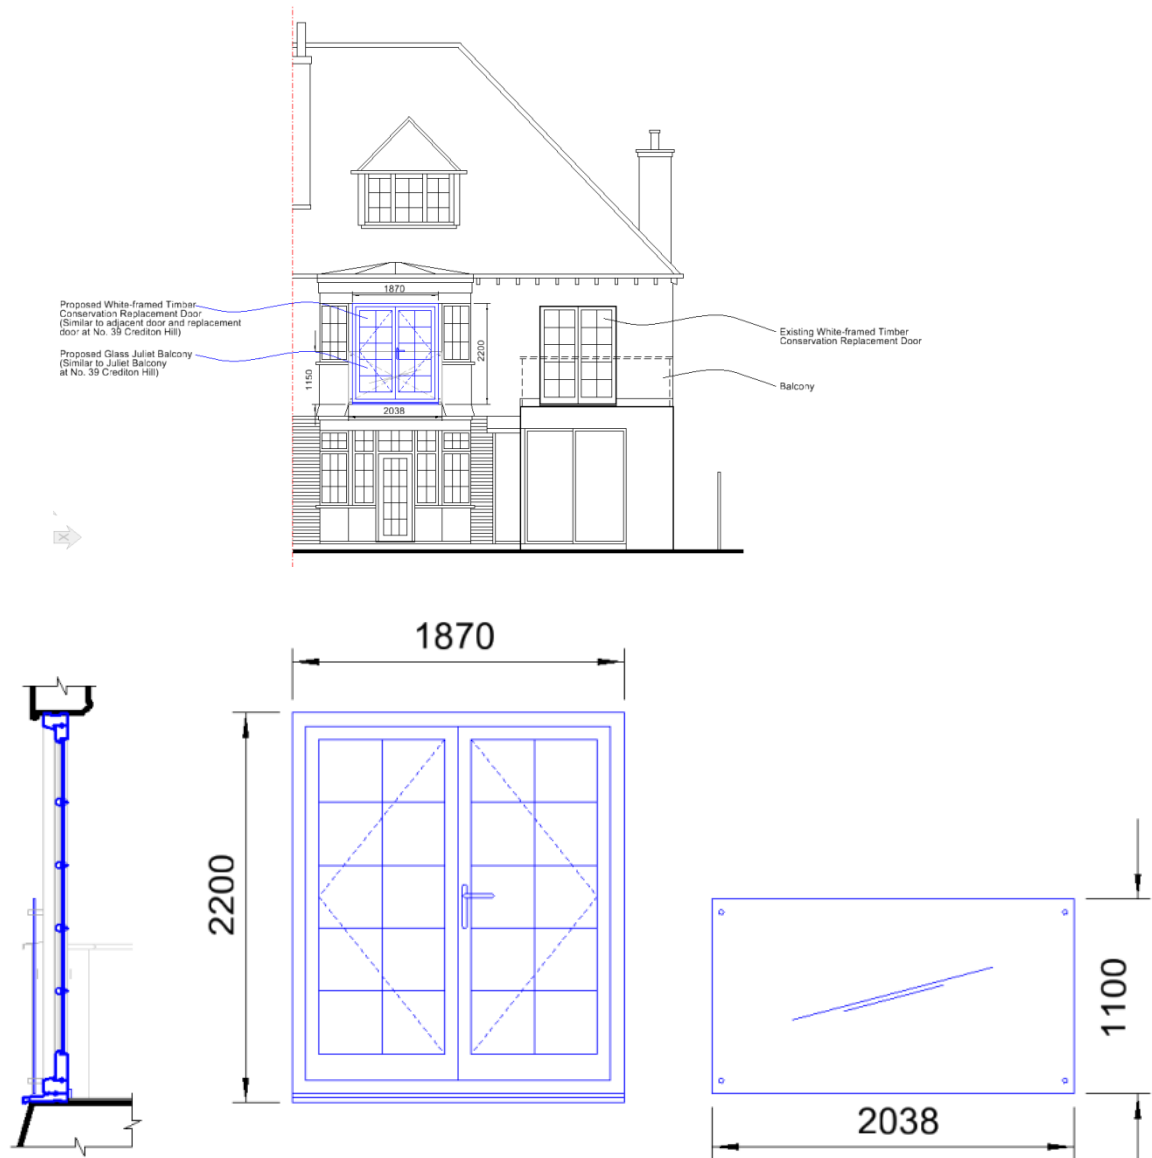 1870
Proposed White-framed Timber
Conservation Replacement Door
(Similar to adjacent door and replacement
door at No. 39 Crediton Hill)
Proposed Glass Juliet Balcony
(Similar to Juliet Balcony
at No. 39 Crediton Hill)
1150
2200
2038
Existing White-framed Timber
Conservation Replacement Door
Balcony
X
1870
2200
1100
2038